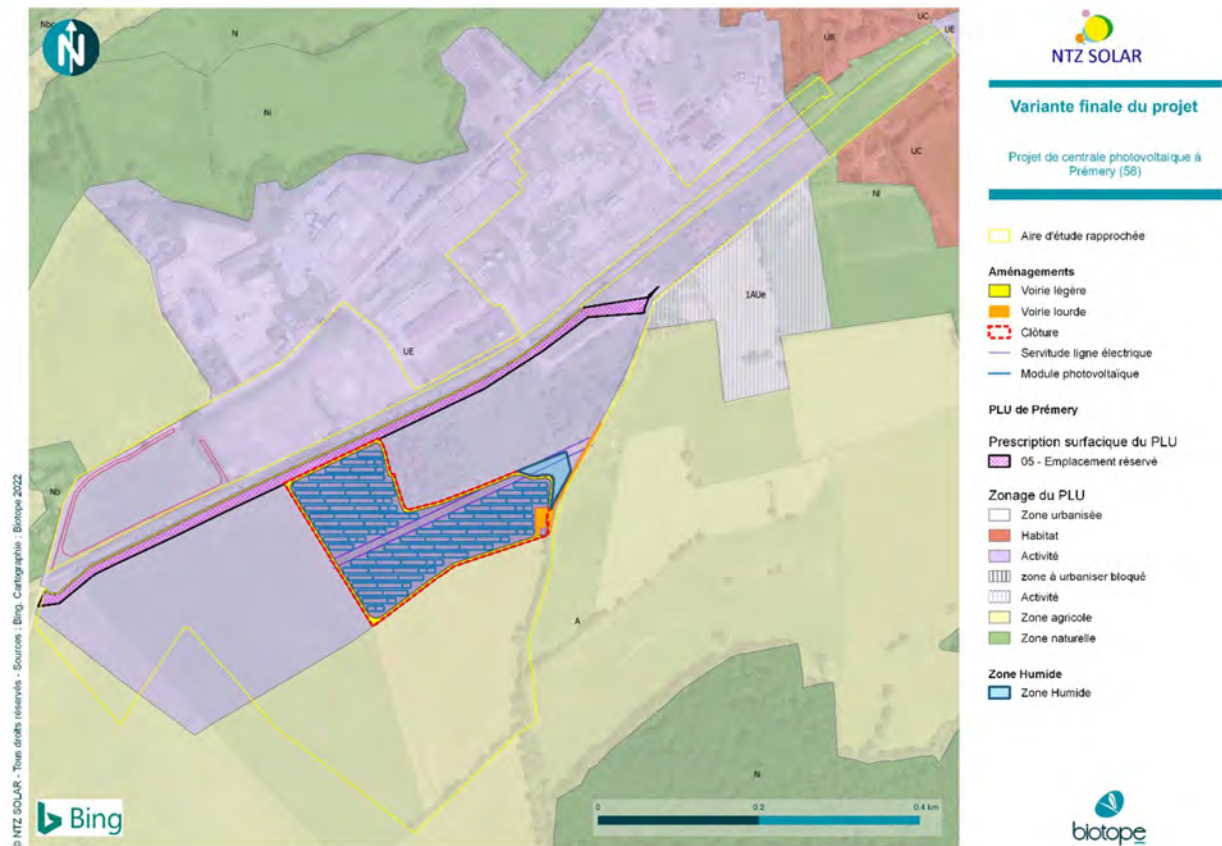 Nbc
N
N
Ni
UE
1AUe
UB
UC
UE
UC
Nl
Nb
A
N
0
0.2
0.4 km
Bing
© NTZ SOLAR - Tous droits réservés - Sources : Bing. Cartographie : Biotope 2022
NTZ SOLAR
Variante finale du projet
Projet de centrale photovoltaïque à
Prémery (58)
Aire d'étude rapprochée
Aménagements
Voirie légère
Voirie lourde
Clôture
Servitude ligne électrique
Module photovoltaïque
PLU de Prémery
Prescription surfacique du PLU
05 - Emplacement réservé
Zonage du PLU
Zone urbanisée
Habitat
Activité
zone à urbaniser bloqué
Activité
Zone agricole
Zone naturelle
Zone Humide
Zone Humide
biotope